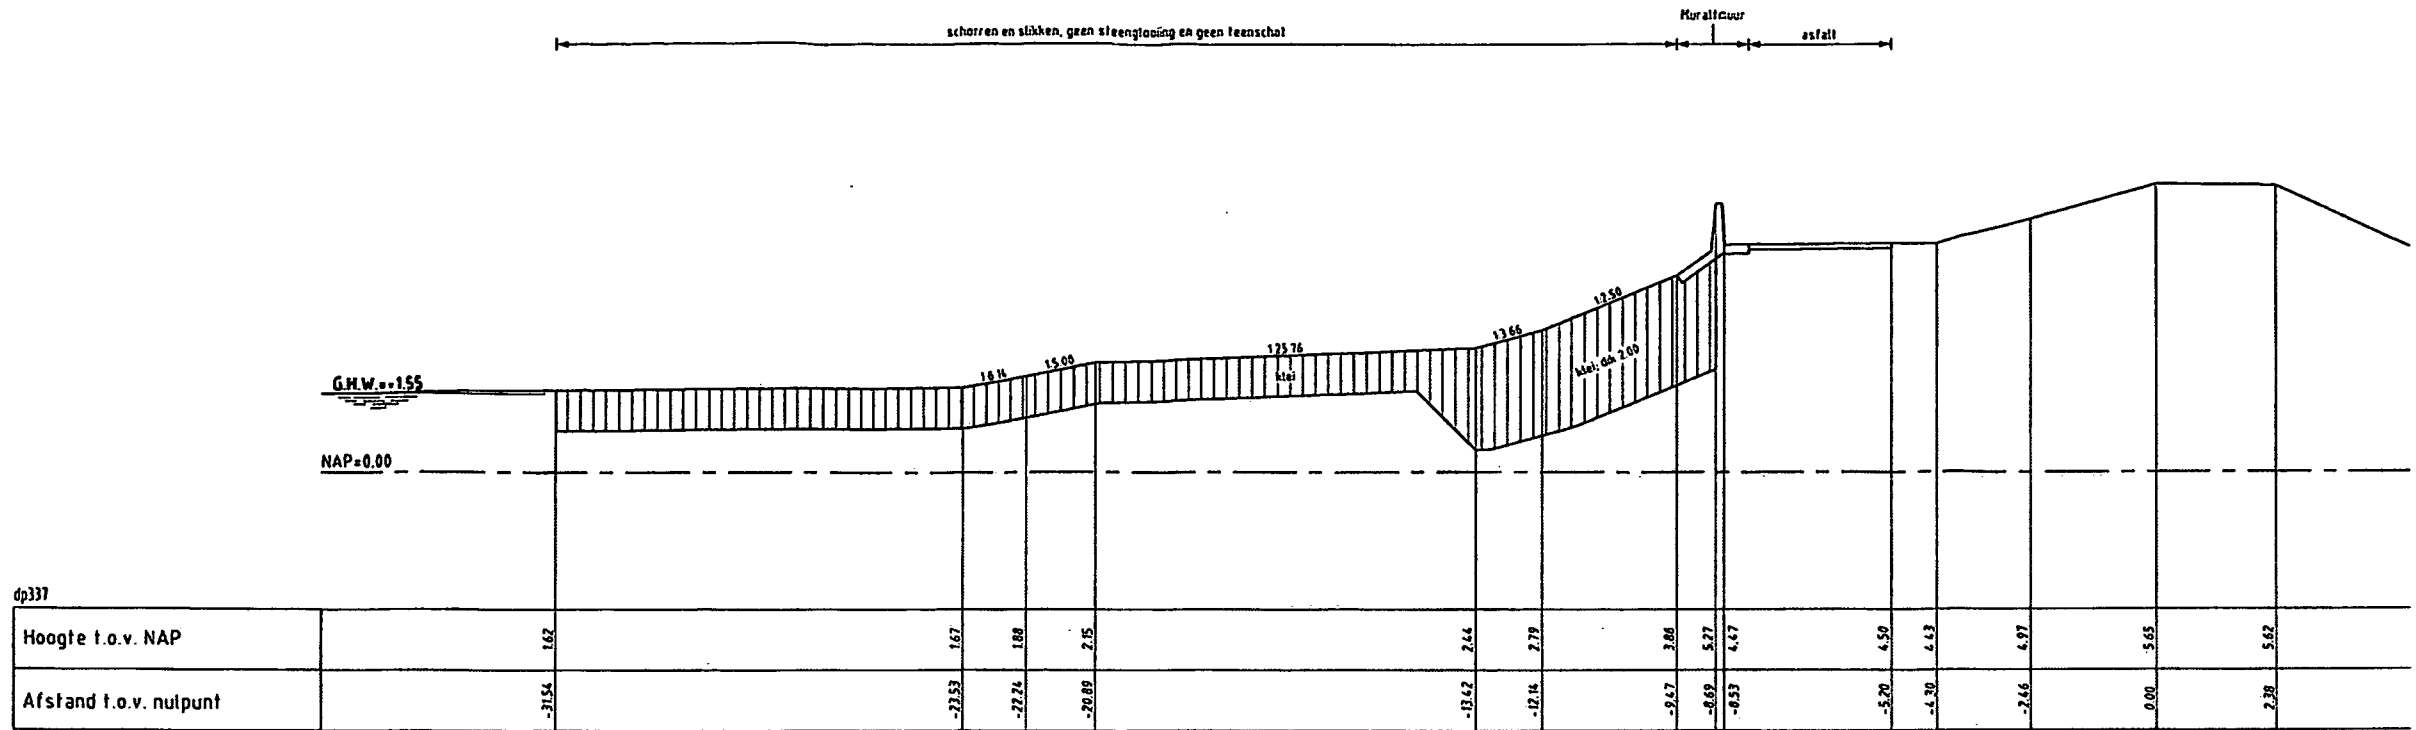 Muraltmuur
schorren en slikken, geen steenglooiing en geen teenschot
asfalt
1:2.50
1:3.66
1:25.76
1:5.00
1:6.14
klei
klei; dik 2.00
G.H.W.=+1.55
NAP=0.00
dp337
Hoogte t.o.v. NAP 1.62 1.67 1.88 2.15 2.44 2.79 3.86 5.27 4.47 4.50 4.43 4.97 5.65 5.62
Afstand t.o.v. nulpunt -31.54 -23.53 -22.24 -20.89 -13.42 -12.14 -9.47 -8.69 -8.53 -5.20 -4.30 -2.46 0.00 2.38